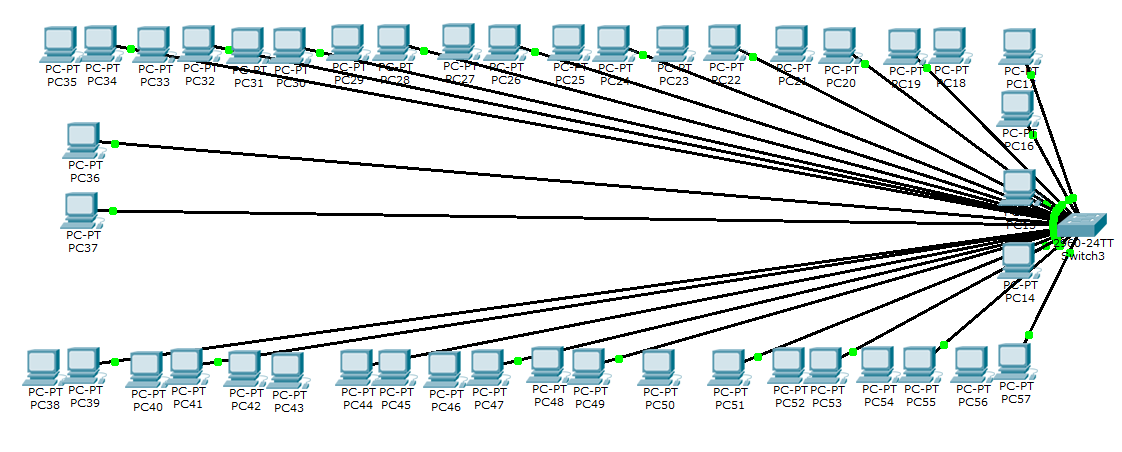 PC-PT
PC35
PC-PT
PC34
PC-PT
PC33
PC-PT
PC32
PC-PT
PC31
PC-PT
PC30
PC-PT
PC29
PC-PT
PC28
PC-PT
PC27
PC-PT
PC26
PC-PT
PC25
PC-PT
PC24
PC-PT
PC23
PC-PT
PC22
PC-PT
PC21
PC-PT
PC20
PC-PT
PC19
PC-PT
PC18
PC-PT
PC17
PC-PT
PC16
PC-PT
PC36
PC15
PC-PT
PC37
2960-24TT
Switch3
PC-PT
PC14
PC-PT
PC38
PC-PT
PC39
PC-PT
PC40
PC-PT
PC41
PC-PT
PC42
PC-PT
PC43
PC-PT
PC44
PC-PT
PC45
PC-PT
PC46
PC-PT
PC47
PC-PT
PC48
PC-PT
PC49
PC-PT
PC50
PC-PT
PC51
PC-PT
PC52
PC-PT
PC53
PC-PT
PC54
PC-PT
PC55
PC-PT
PC56
PC-PT
PC57